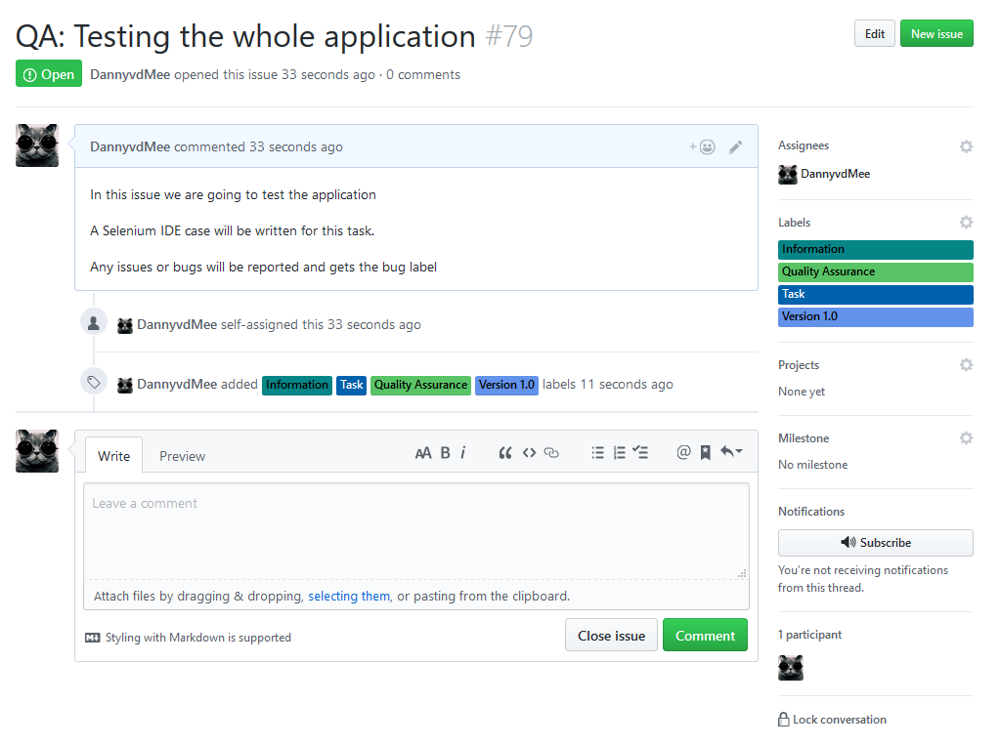 QA: Testing the whole application #79
Edit
New issue
Open
DannyvdMee opened this issue 33 seconds ago · 0 comments
DannyvdMee commented 33 seconds ago
In this issue we are going to test the application
A Selenium IDE case will be written for this task.
Any issues or bugs will be reported and gets the bug label
DannyvdMee self-assigned this 33 seconds ago
DannyvdMee added Information Task Quality Assurance Version 1.0 labels 11 seconds ago
Write
Preview
AA B i
Leave a comment
Attach files by dragging & dropping, selecting them, or pasting from the clipboard.
Styling with Markdown is supported
Close issue
Comment
Assignees
DannyvdMee
Labels
Information
Quality Assurance
Task
Version 1.0
Projects
None yet
Milestone
No milestone
Notifications
Subscribe
You’re not receiving notifications
from this thread.
1 participant
Lock conversation